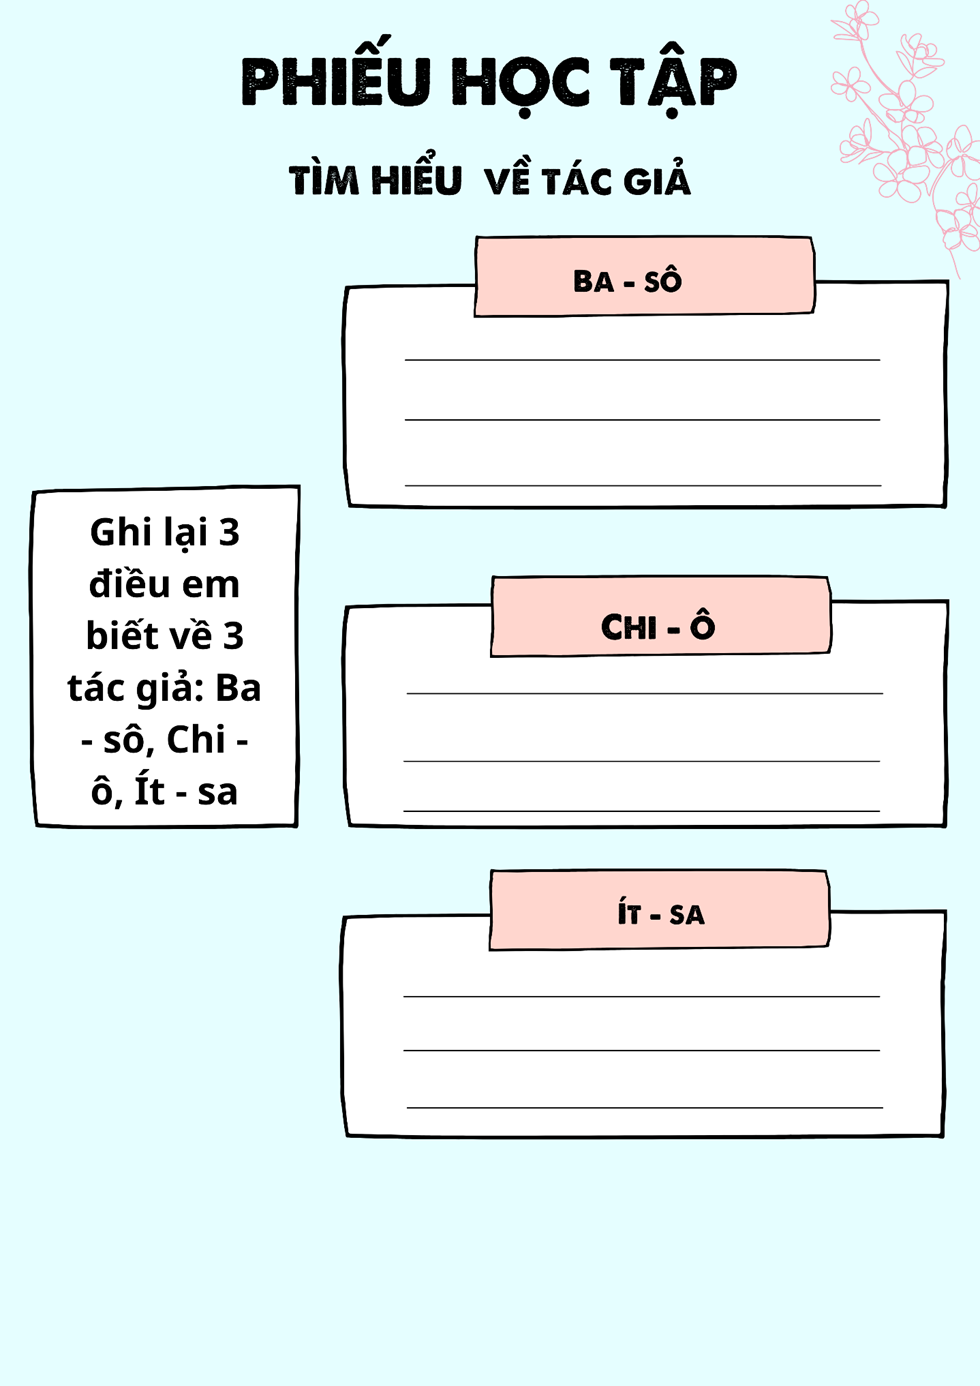 PHIẾU HỌC TẬP
TÌM HIỂU VỀ TÁC GIẢ
BA - SÔ
Ghi lại 3
điều em
biết về 3
tác giả: Ba
- sô, Chi -
ô, Ít - sa
CHI - Ô
ÍT - SA